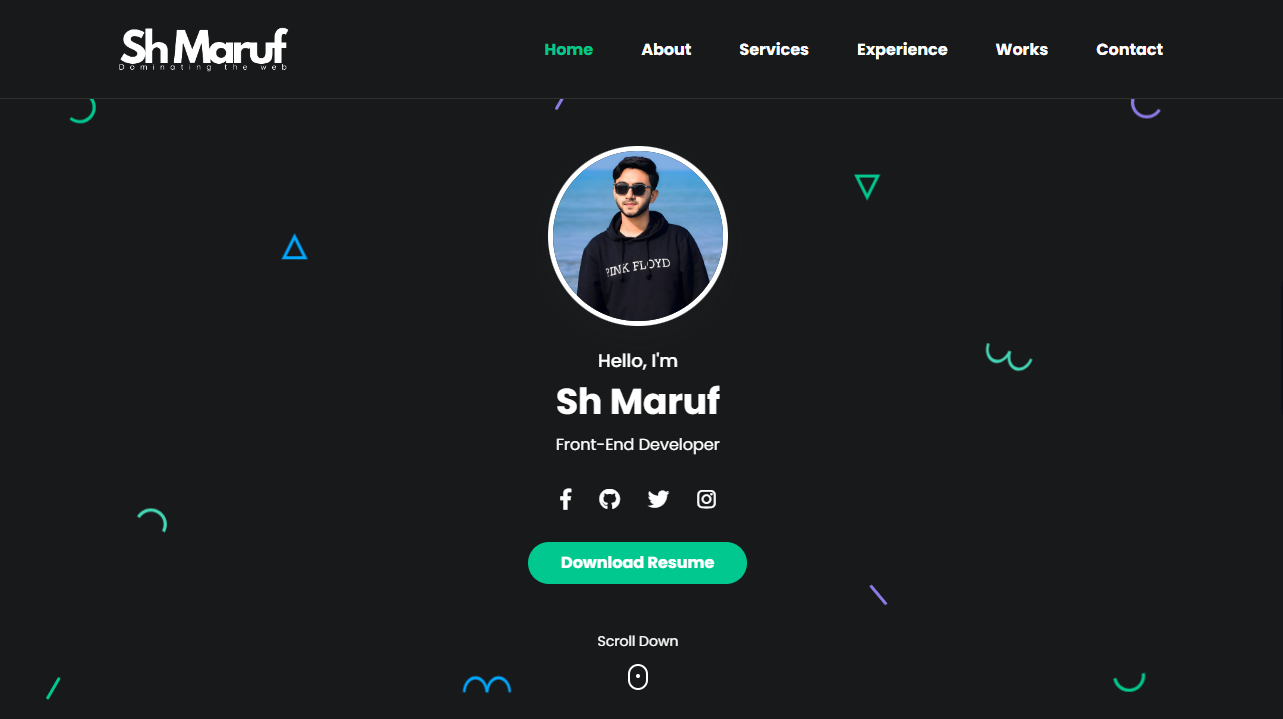 Sh Maruf
Dominating the web
Home About Services Experience Works Contact
PINK FLOYD
Hello, I'm
Sh Maruf
Front-End Developer
Download Resume
Scroll Down